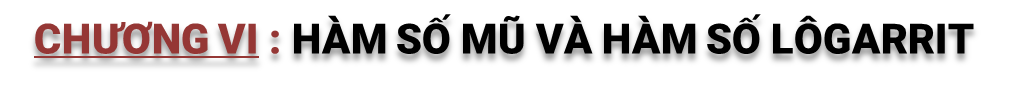 CHƯƠNG VI : HÀM SỐ MŨ VÀ HÀM SỐ LÔGARRIT